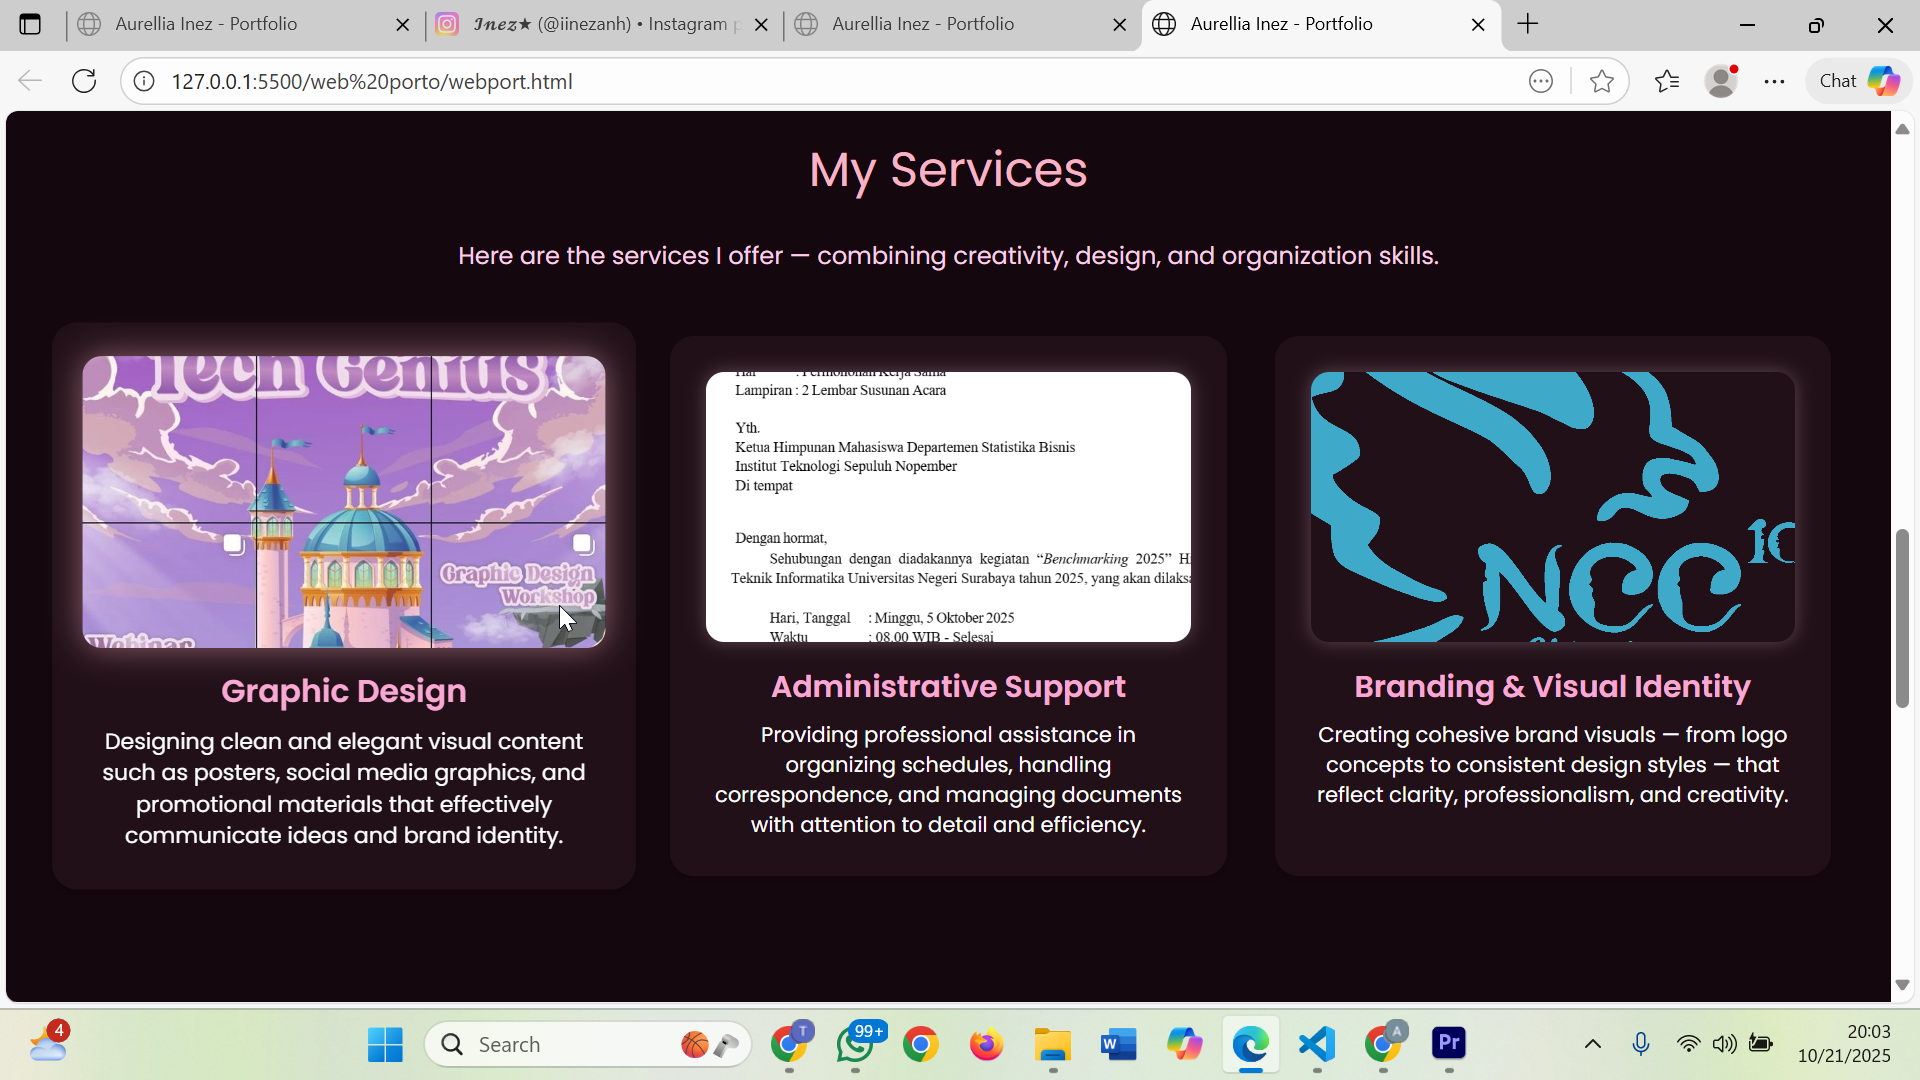 Aurellia Inez - Portfolio
𝑰𝒏𝒆𝒛★ (@iinezanh) • Instagram p
Aurellia Inez - Portfolio
Aurellia Inez - Portfolio
127.0.0.1:5500/web%20porto/webport.html
Chat
My Services
Here are the services I offer — combining creativity, design, and organization skills.
Tech Genius
Graphic Design
Workshop
Webinar
Graphic Design
Designing clean and elegant visual content
such as posters, social media graphics, and
promotional materials that effectively
communicate ideas and brand identity.
Hal : Permohonan Kerja Sama
Lampiran : 2 Lembar Susunan Acara
Yth.
Ketua Himpunan Mahasiswa Departemen Statistika Bisnis
Institut Teknologi Sepuluh Nopember
Di tempat
Dengan hormat,
Sehubungan dengan diadakannya kegiatan “Benchmarking 2025” H
Teknik Informatika Universitas Negeri Surabaya tahun 2025, yang akan dilaksa
Hari, Tanggal : Minggu, 5 Oktober 2025
Waktu : 08.00 WIB - Selesai
Administrative Support
Providing professional assistance in
organizing schedules, handling
correspondence, and managing documents
with attention to detail and efficiency.
NCC
Branding & Visual Identity
Creating cohesive brand visuals — from logo
concepts to consistent design styles — that
reflect clarity, professionalism, and creativity.
4
Search
T
99+
W
A
Pr
20:03
10/21/2025